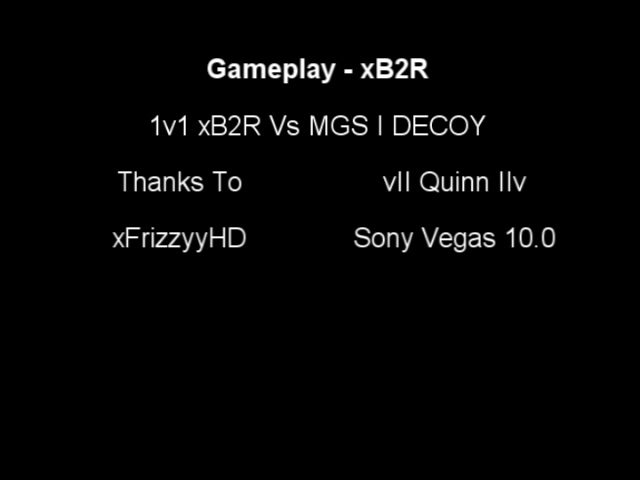 Gameplay - xB2R
1v1 xB2R Vs MGS I DECOY
Thanks To vII Quinn IIv
xFrizzyyHD Sony Vegas 10.0